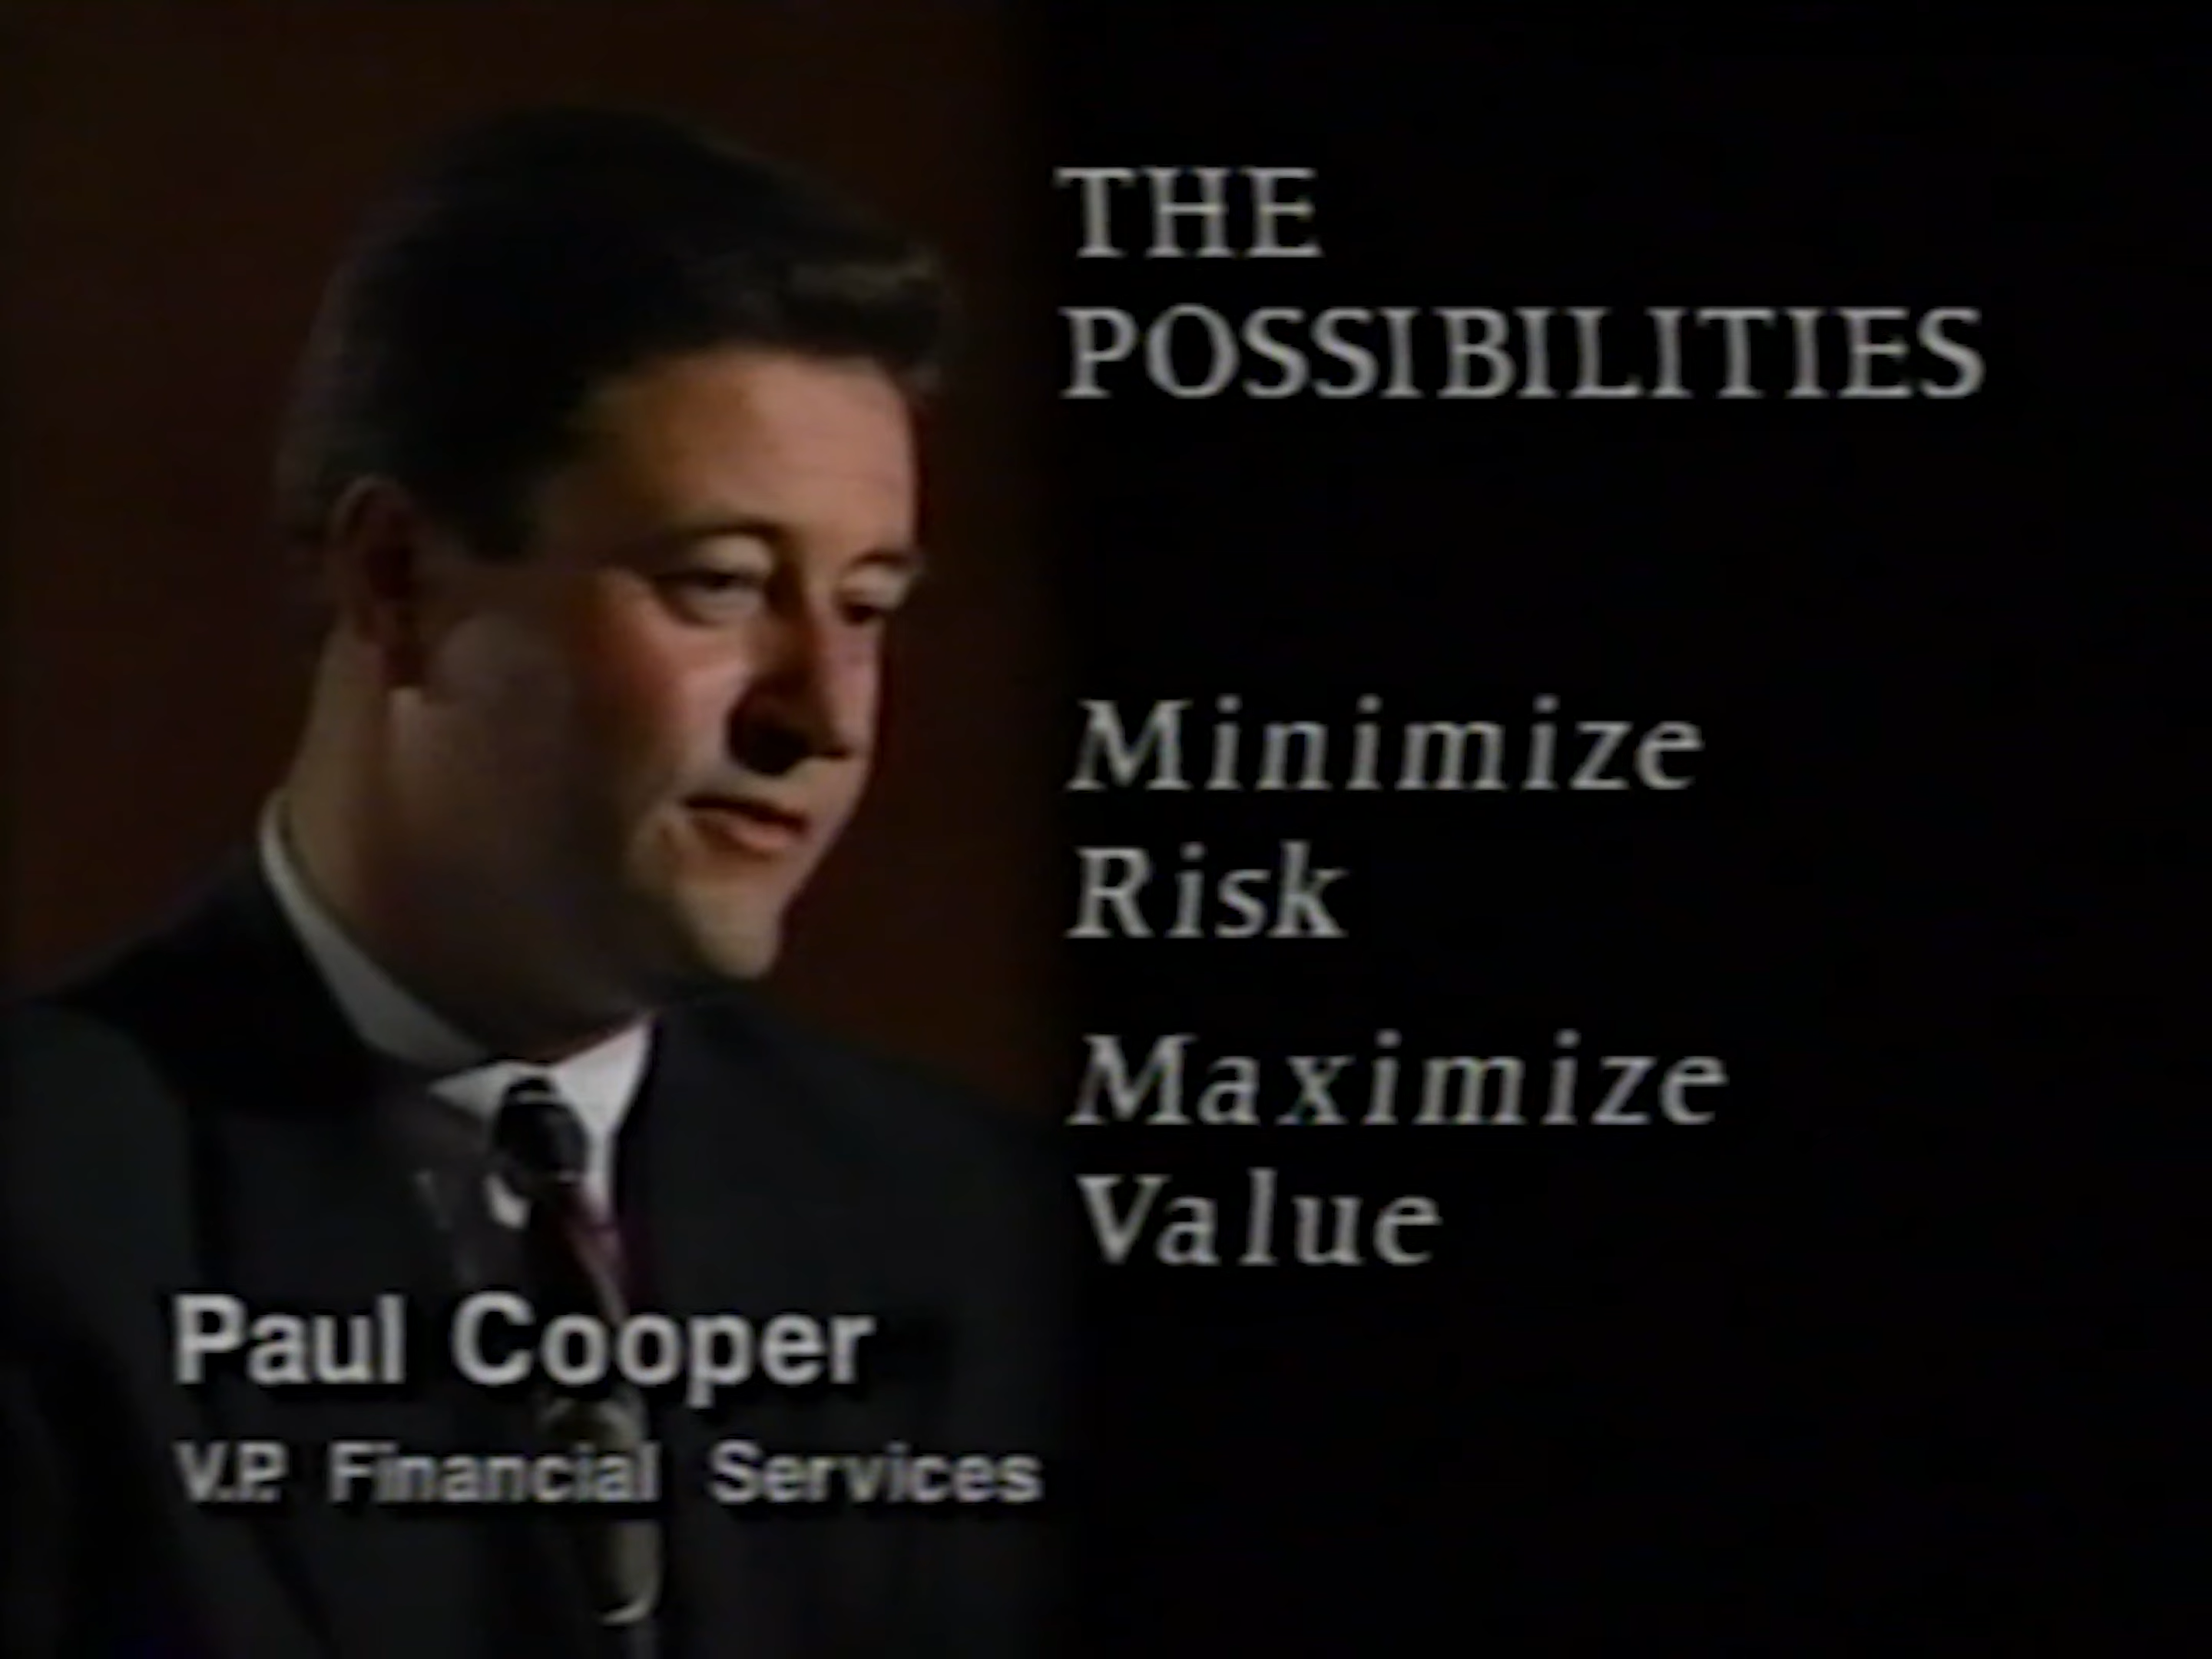 THE
POSSIBILITIES
Minimize
Risk
Maximize
Value
Paul Cooper
V.P. Financial Services